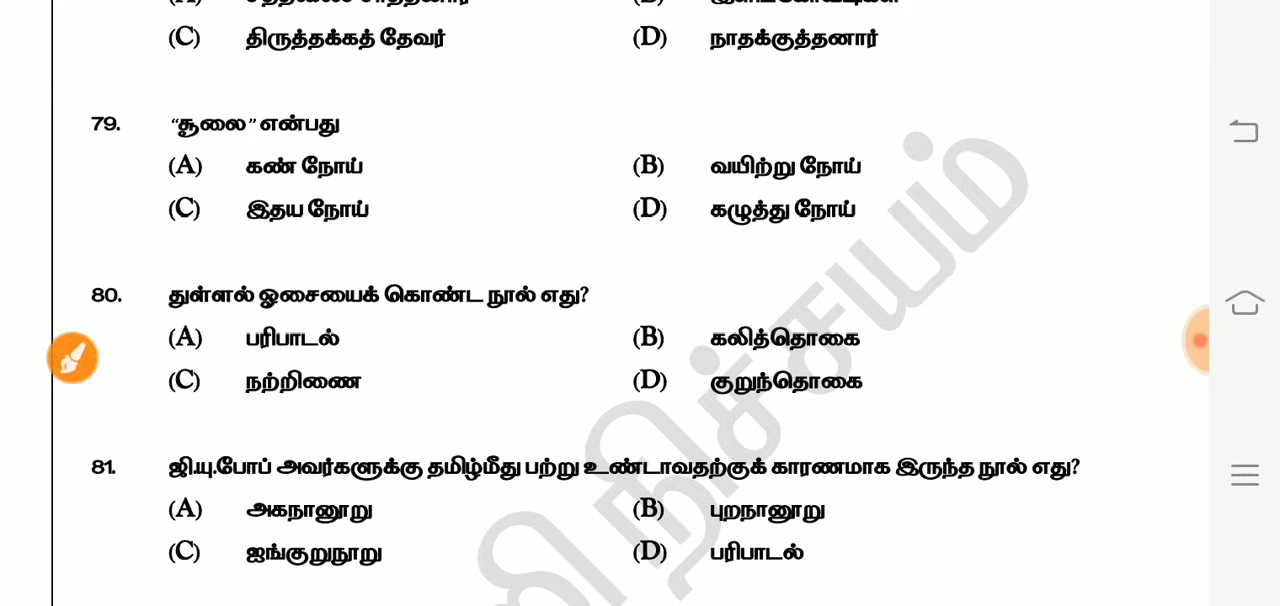 (C) திருத்தக்கத் தேவர் (D) நாதக்குத்தனார்
79. “சூலை” என்பது
(A) கண் நோய் (B) வயிற்று நோய்
(C) இதய நோய் (D) கழுத்து நோய்
80. துள்ளல் ஓசையைக் கொண்ட நூல் எது?
(A) பரிபாடல் (B) கலித்தொகை
(C) நற்றிணை (D) குறுந்தொகை
81. ஜி.யு.போப் அவர்களுக்கு தமிழ்மீது பற்று உண்டாவதற்குக் காரணமாக இருந்த நூல் எது?
(A) அகநானூறு (B) புறநானூறு
(C) ஐங்குறுநூறு (D) பரிபாடல்